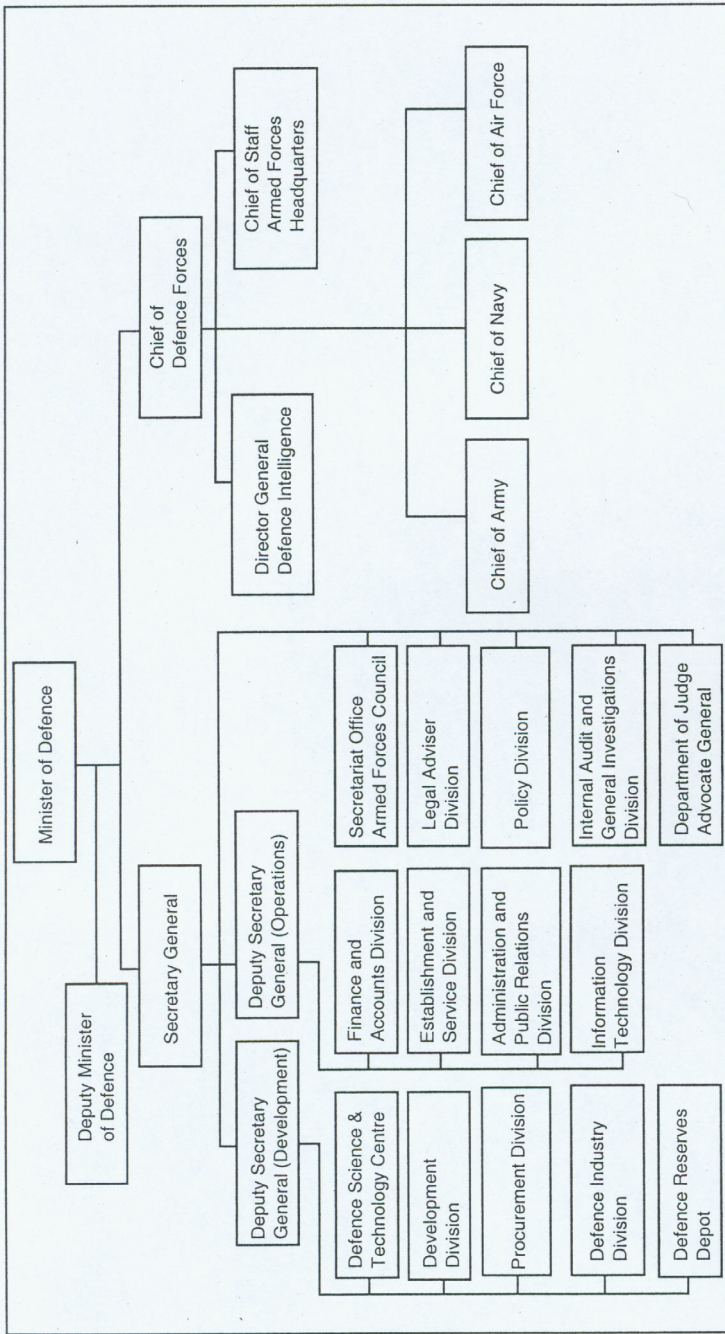 Minister of Defence
Deputy Minister
of Defence
Secretary General
Chief of
Defence Forces
Deputy Secretary
General (Development)
Deputy Secretary
General (Operations)
Director General
Defence Intelligence
Chief of Staff
Armed Forces
Headquarters
Defence Science &
Technology Centre
Development
Division
Procurement Division
Defence Industry
Division
Defence Reserves
Depot
Finance and
Accounts Division
Establishment and
Service Division
Administration and
Public Relations
Division
Information
Technology Division
Secretariat Office
Armed Forces Council
Legal Adviser
Division
Policy Division
Internal Audit and
General Investigations
Division
Department of Judge
Advocate General
Chief of Army
Chief of Navy
Chief of Air Force